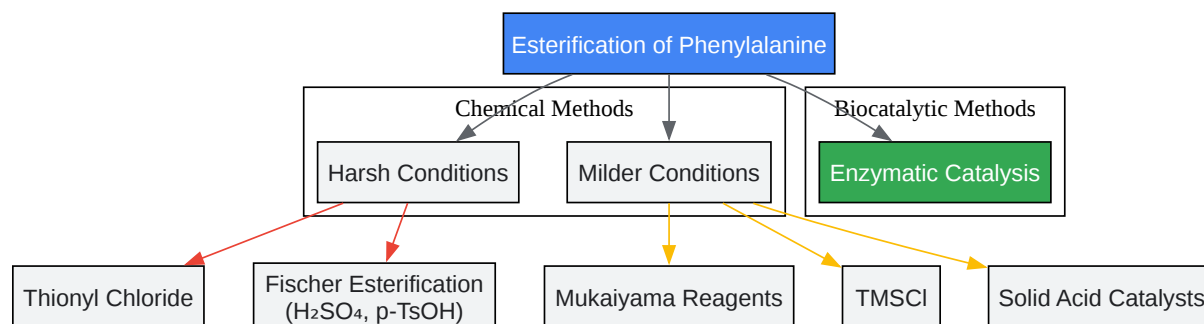 Esterification of Phenylalanine
Chemical Methods
Biocatalytic Methods
Harsh Conditions
Milder Conditions
Enzymatic Catalysis
Thionyl Chloride
Fischer Esterification
(H₂SO₄, p-TsOH)
Mukaiyama Reagents
TMSCl
Solid Acid Catalysts